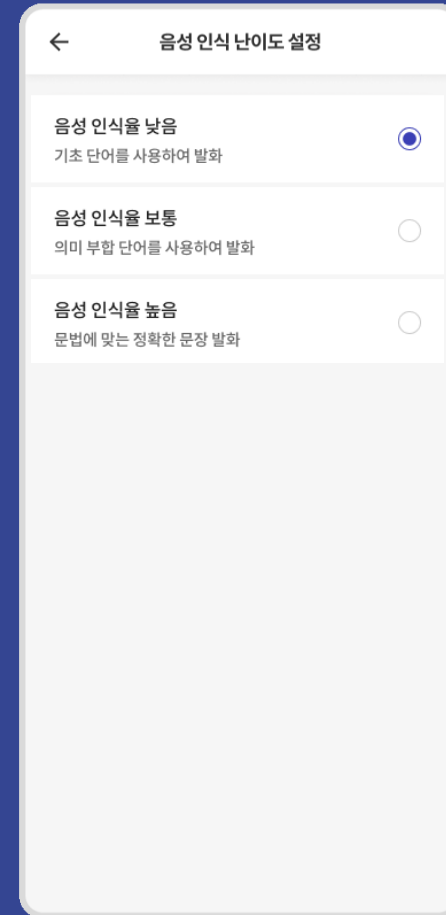 음성 인식 난이도 설정
음성 인식율 낮음
기초 단어를 사용하여 발화
음성 인식율 보통
의미 부합 단어를 사용하여 발화
음성 인식율 높음
문법에 맞는 정확한 문장 발화